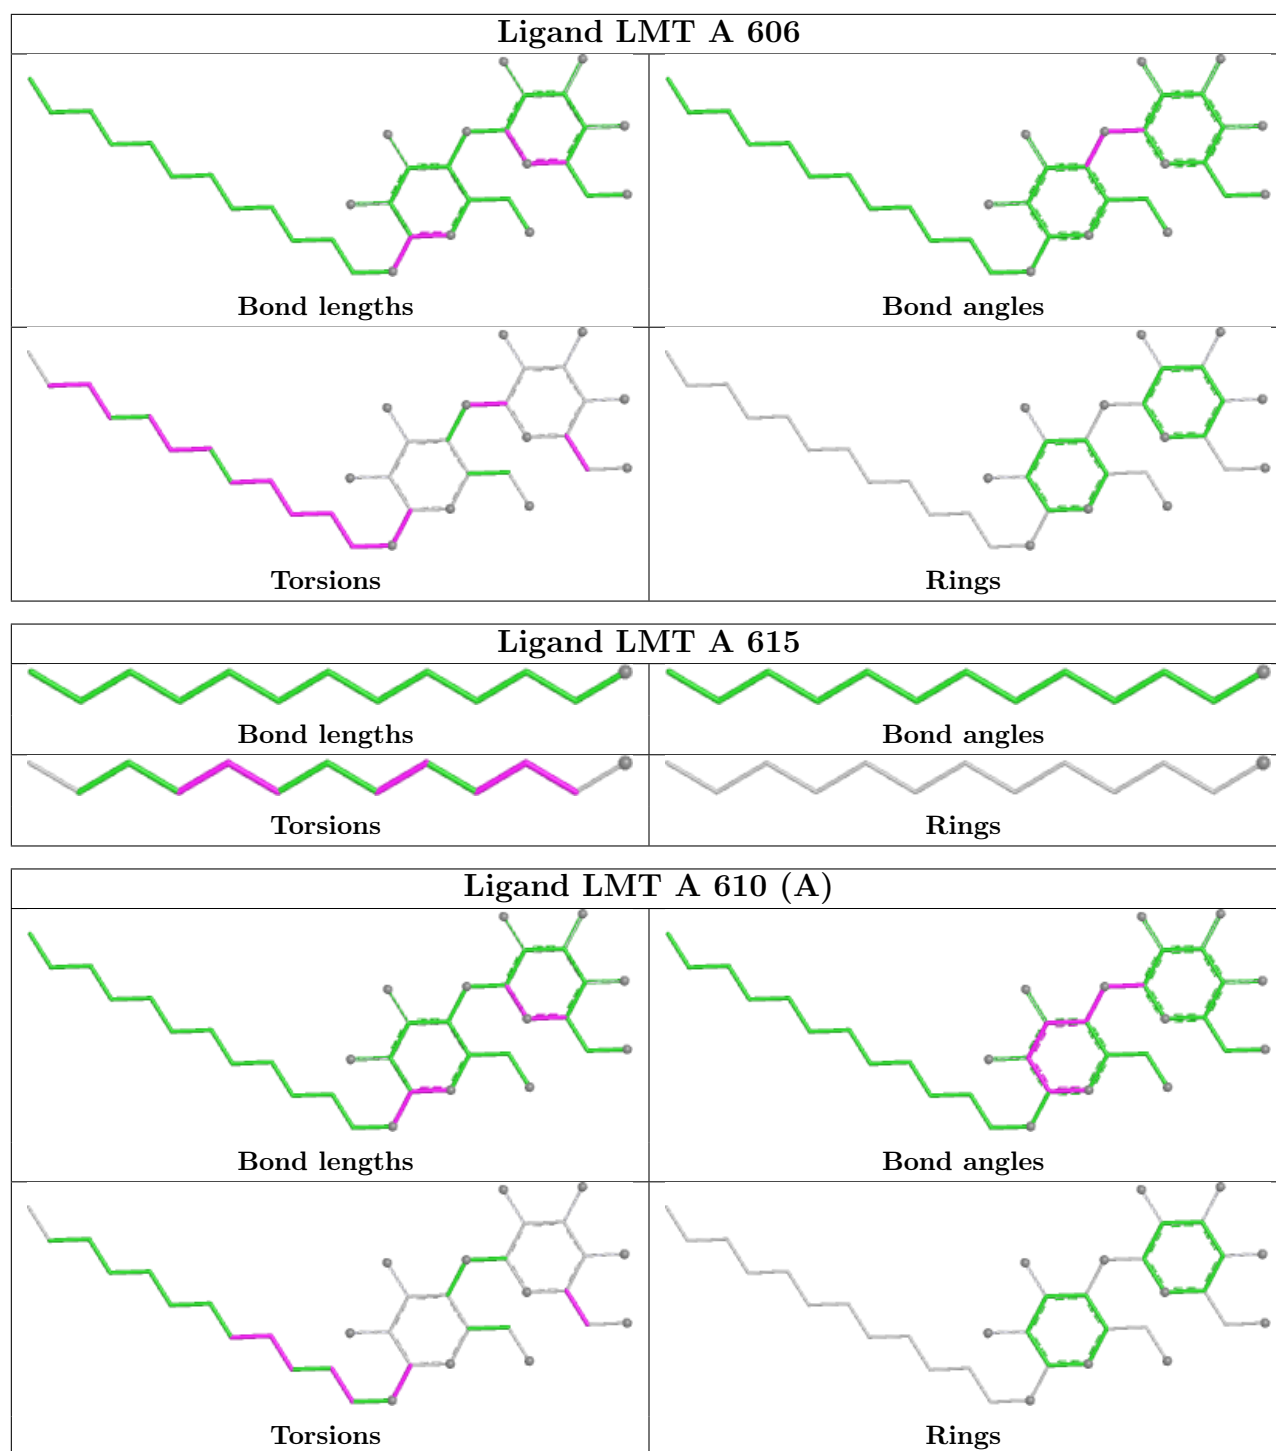 Ligand LMT A 606
Bond lengths
Bond angles
Torsions
Rings
Ligand LMT A 615
Bond lengths
Bond angles
Torsions
Rings
Ligand LMT A 610 (A)
Bond lengths
Bond angles
Torsions
Rings